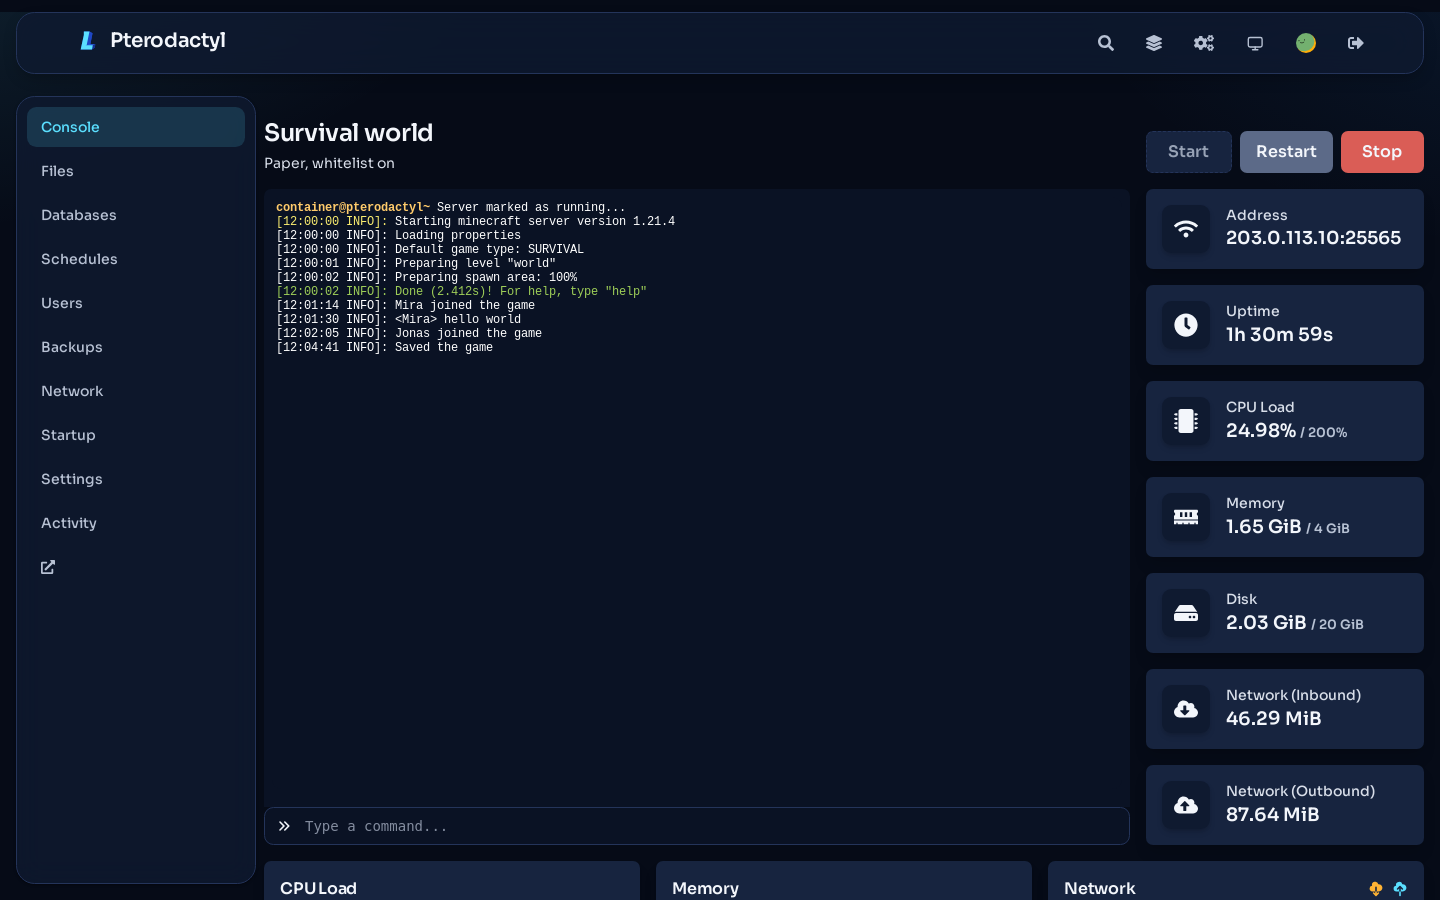 Pterodactyl
Console
Files
Databases
Schedules
Users
Backups
Network
Startup
Settings
Activity
Survival world
Paper, whitelist on
Start
Restart
Stop
container@pterodactyl~ Server marked as running...
[12:00:00 INFO]: Starting minecraft server version 1.21.4
[12:00:00 INFO]: Loading properties
[12:00:00 INFO]: Default game type: SURVIVAL
[12:00:01 INFO]: Preparing level "world"
[12:00:02 INFO]: Preparing spawn area: 100%
[12:00:02 INFO]: Done (2.412s)! For help, type "help"
[12:01:14 INFO]: Mira joined the game
[12:01:30 INFO]: <Mira> hello world
[12:02:05 INFO]: Jonas joined the game
[12:04:41 INFO]: Saved the game
Type a command...
Address
203.0.113.10:25565
Uptime
1h 30m 59s
CPU Load
24.98% / 200%
Memory
1.65 GiB / 4 GiB
Disk
2.03 GiB / 20 GiB
Network (Inbound)
46.29 MiB
Network (Outbound)
87.64 MiB
CPU Load
Memory
Network